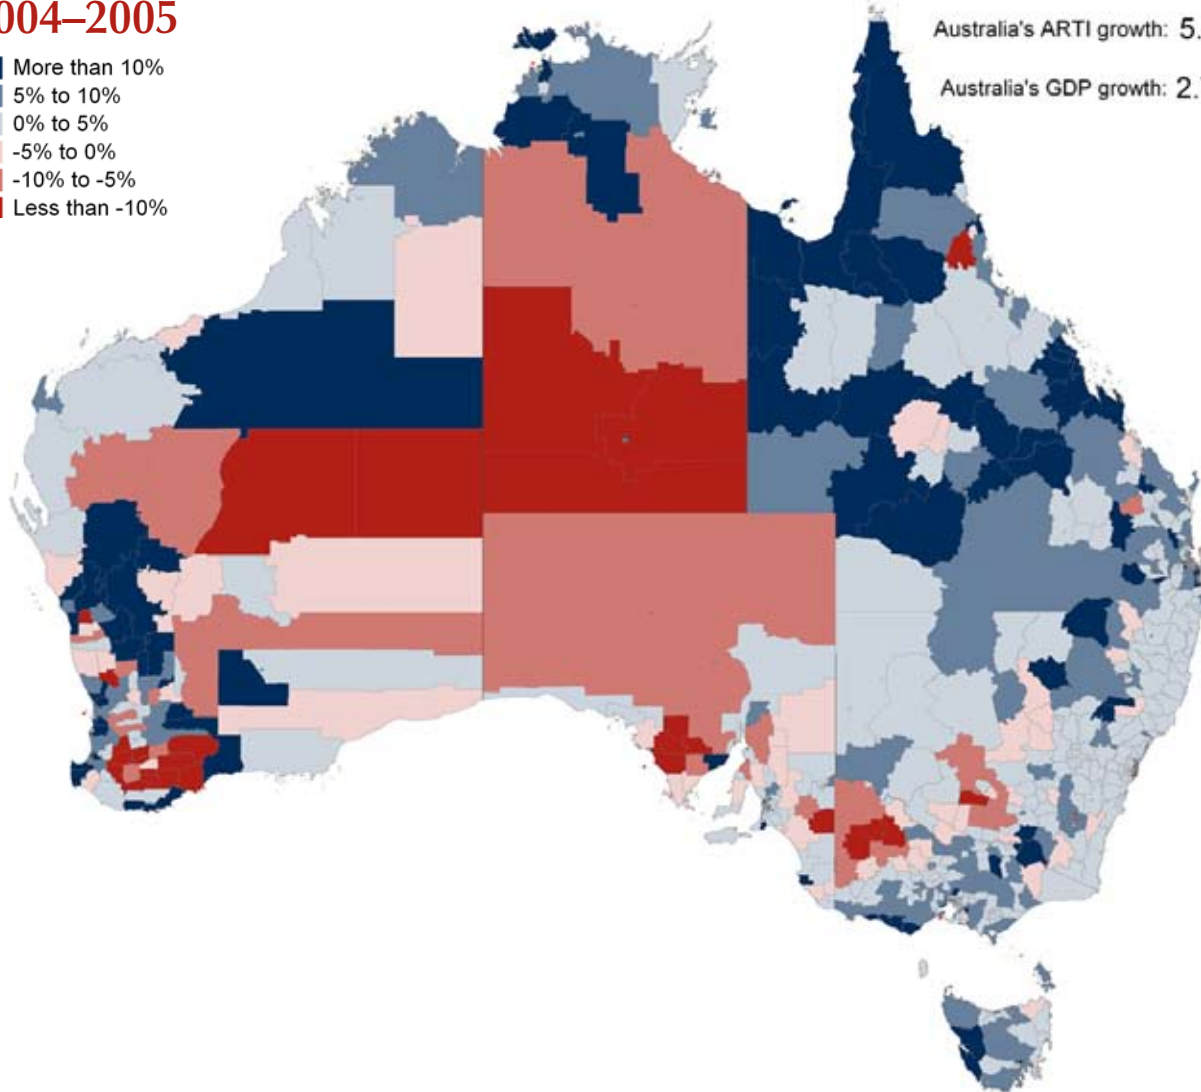 004–2005
Australia's ARTI growth: 5.
Australia's GDP growth: 2.
More than 10%
5% to 10%
0% to 5%
-5% to 0%
-10% to -5%
Less than -10%